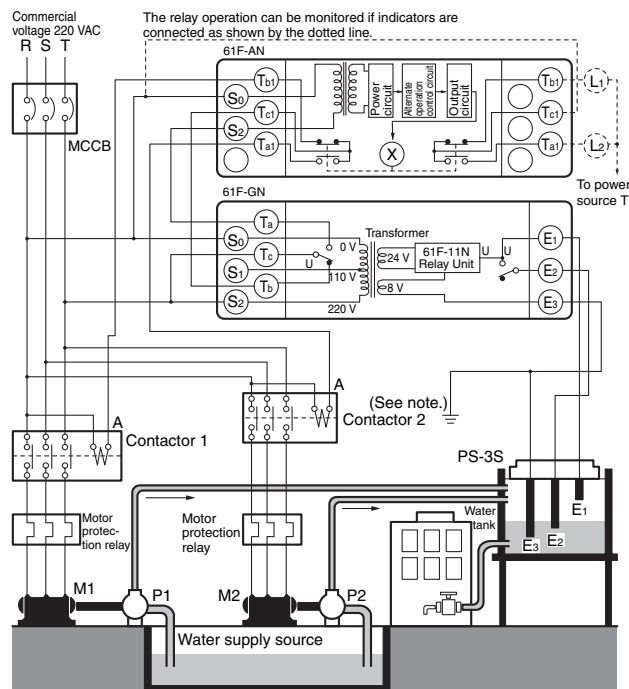 Commercial
voltage 220 VAC
R S T
The relay operation can be monitored if indicators are
connected as shown by the dotted line.
MCCB
61F-AN
Tb1
S0
Tc1
S2
Ta1
Power
circuit
Alternate
operation
control circuit
Output
circuit
X
Tb1
Tc1
Ta1
L1
L2
To power
source T
61F-GN
Ta
S0
Tc
S1
Tb
S2
U
0 V
110 V
220 V
Transformer
24 V
8 V
61F-11N
Relay Unit
U
U
E1
E2
E3
A
Contactor 1
A
Contactor 2
(See note.)
PS-3S
Motor
protec-
tion relay
Motor
protection
relay
Water
tank
E1
E2
E3
M1
P1
M2
P2
Water supply source